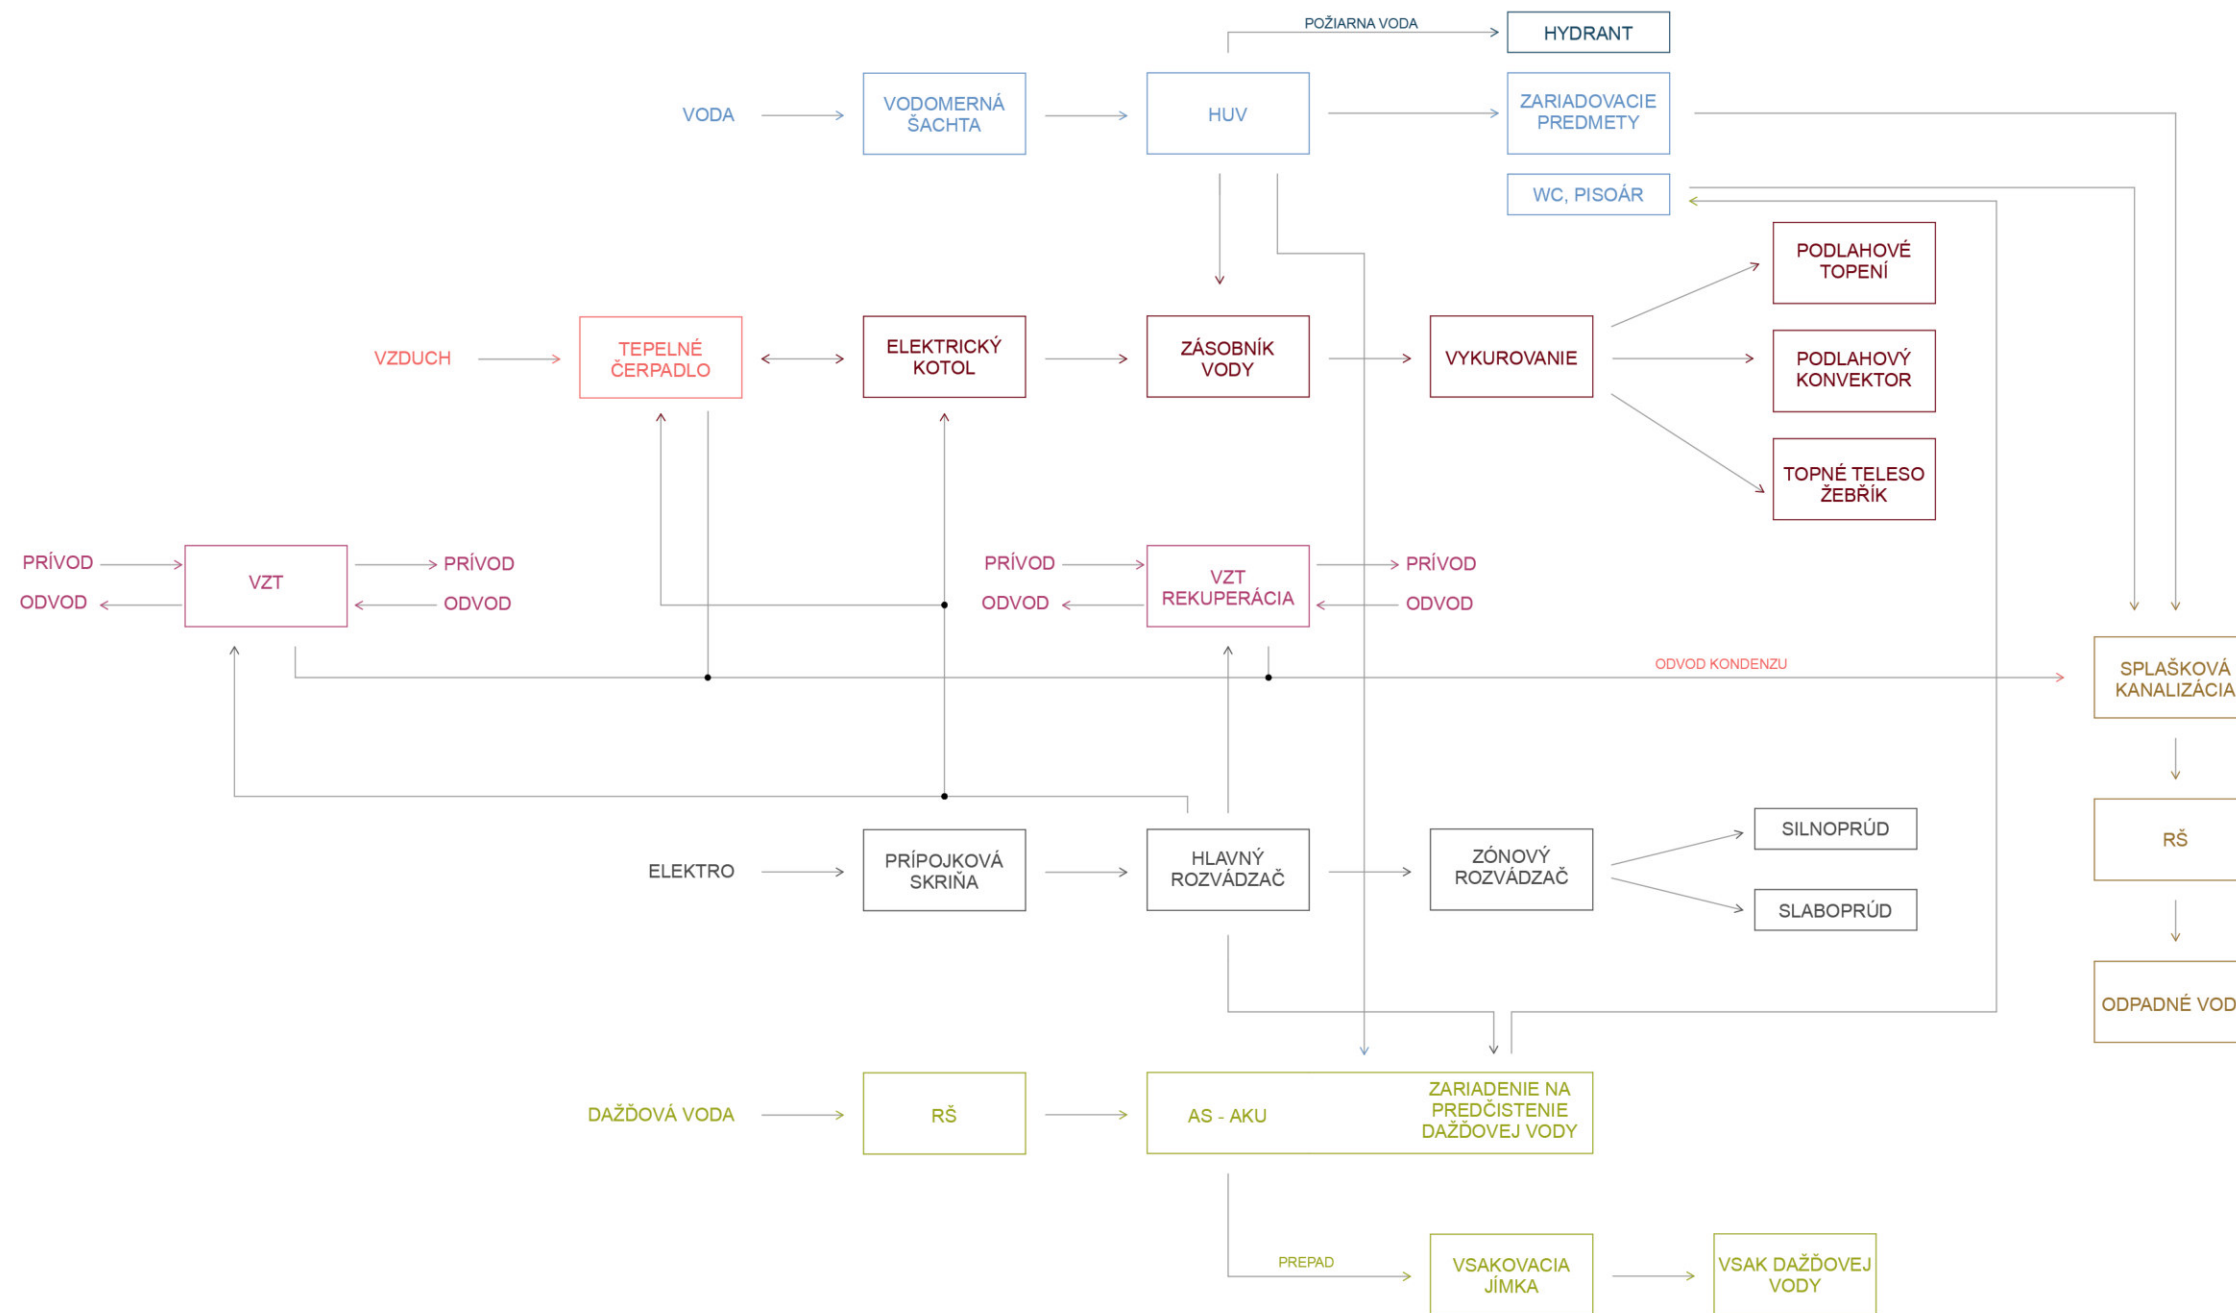 POŽIARNA VODA
HYDRANT
VODA
VODOMERNÁ
ŠACHTA
HUV
ZARIADOVACIE
PREDMETY
WC, PISOÁR
PODLAHOVÉ
TOPENÍ
VZDUCH
TEPELNÉ
ČERPADLO
ELEKTRICKÝ
KOTOL
ZÁSOBNÍK
VODY
VYKUROVANIE
PODLAHOVÝ
KONVEKTOR
TOPNÉ TELESO
ŽEBŘÍK
PRÍVOD
ODVOD
VZT
PRÍVOD
ODVOD
PRÍVOD
ODVOD
VZT
REKUPERÁCIA
PRÍVOD
ODVOD
ODVOD KONDENZU
SPLAŠKOVÁ
KANALIZÁCIA
RŠ
ODPADNÉ VOD
ELEKTRO
PRÍPOJKOVÁ
SKRIŇA
HLAVNÝ
ROZVÁDZAČ
ZÓNOVÝ
ROZVÁDZAČ
SILNOPRÚD
SLABOPRÚD
DAŽĎOVÁ VODA
RŠ
AS - AKU
ZARIADENIE NA
PREDČISTENIE
DAŽĎOVEJ VODY
PREPAD
VSAKOVACIA
JÍMKA
VSAK DAŽĎOVEJ
VODY